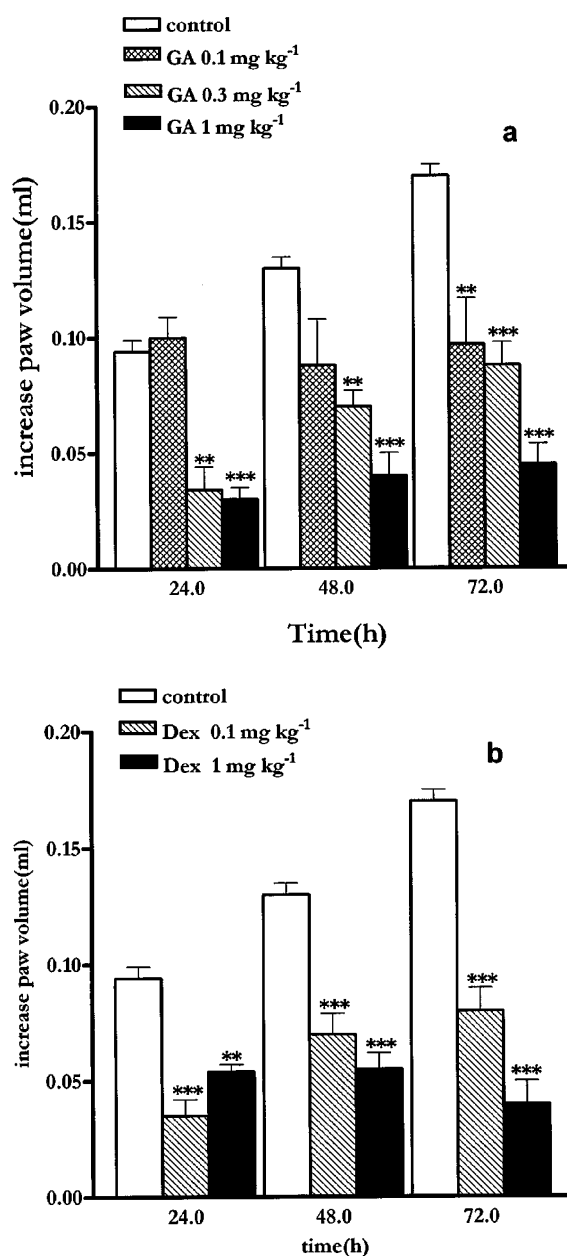 control
GA 0.1 mg kg⁻¹
GA 0.3 mg kg⁻¹
GA 1 mg kg⁻¹
a
0.20
0.15
0.10
0.05
0.00
increase paw volume(ml)
** ***
** ***
** *** ***
24.0 48.0 72.0
Time(h)
control
Dex 0.1 mg kg⁻¹
Dex 1 mg kg⁻¹
b
0.20
0.15
0.10
0.05
0.00
increase paw volume(ml)
*** **
*** ***
*** ***
24.0 48.0 72.0
time(h)